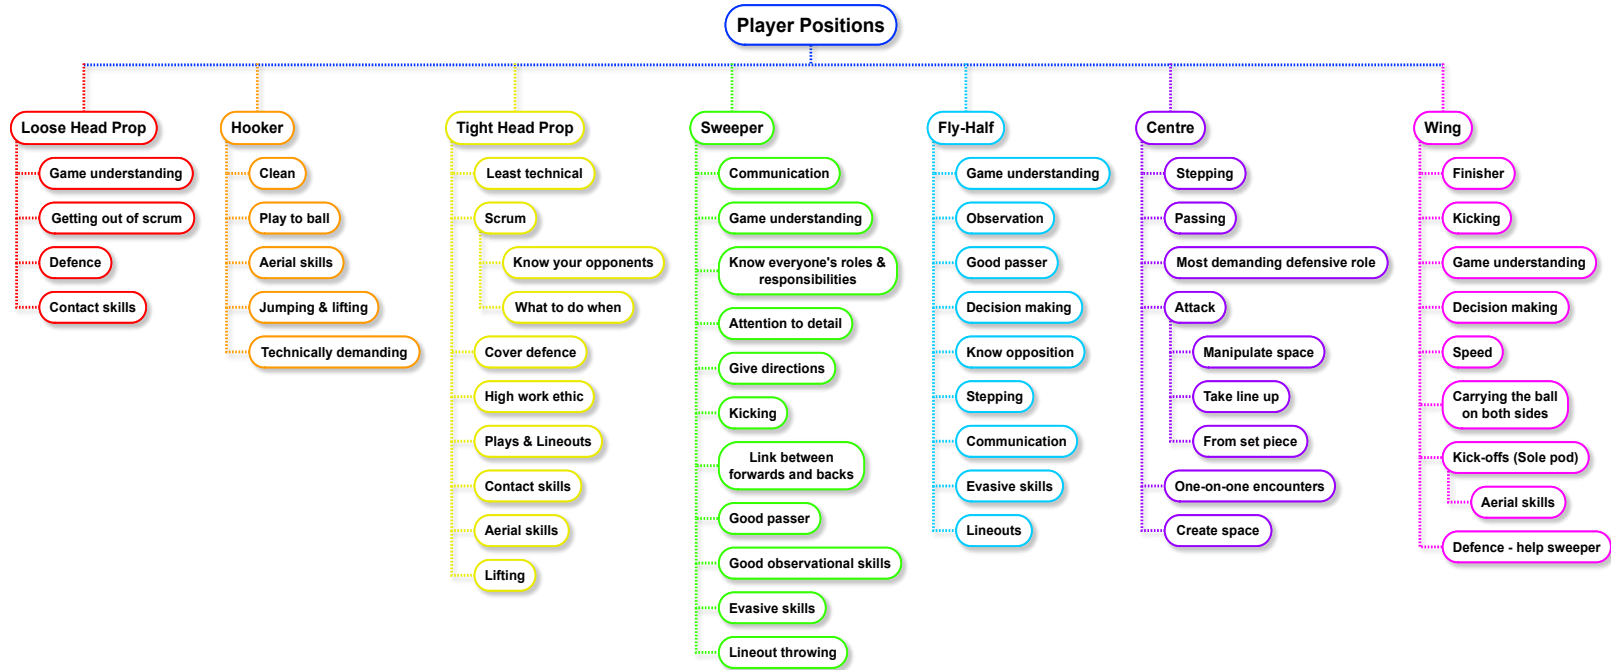 Player Positions
Loose Head Prop
Game understanding
Getting out of scrum
Defence
Contact skills
Hooker
Clean
Play to ball
Aerial skills
Jumping & lifting
Technically demanding
Tight Head Prop
Least technical
Scrum
Know your opponents
What to do when
Cover defence
High work ethic
Plays & Lineouts
Contact skills
Aerial skills
Lifting
Sweeper
Communication
Game understanding
Know everyone's roles &
responsibilities
Attention to detail
Give directions
Kicking
Link between
forwards and backs
Good passer
Good observational skills
Evasive skills
Lineout throwing
Fly-Half
Game understanding
Observation
Good passer
Decision making
Know opposition
Stepping
Communication
Evasive skills
Lineouts
Centre
Stepping
Passing
Most demanding defensive role
Attack
Manipulate space
Take line up
From set piece
One-on-one encounters
Create space
Wing
Finisher
Kicking
Game understanding
Decision making
Speed
Carrying the ball
on both sides
Kick-offs (Sole pod)
Aerial skills
Defence - help sweeper